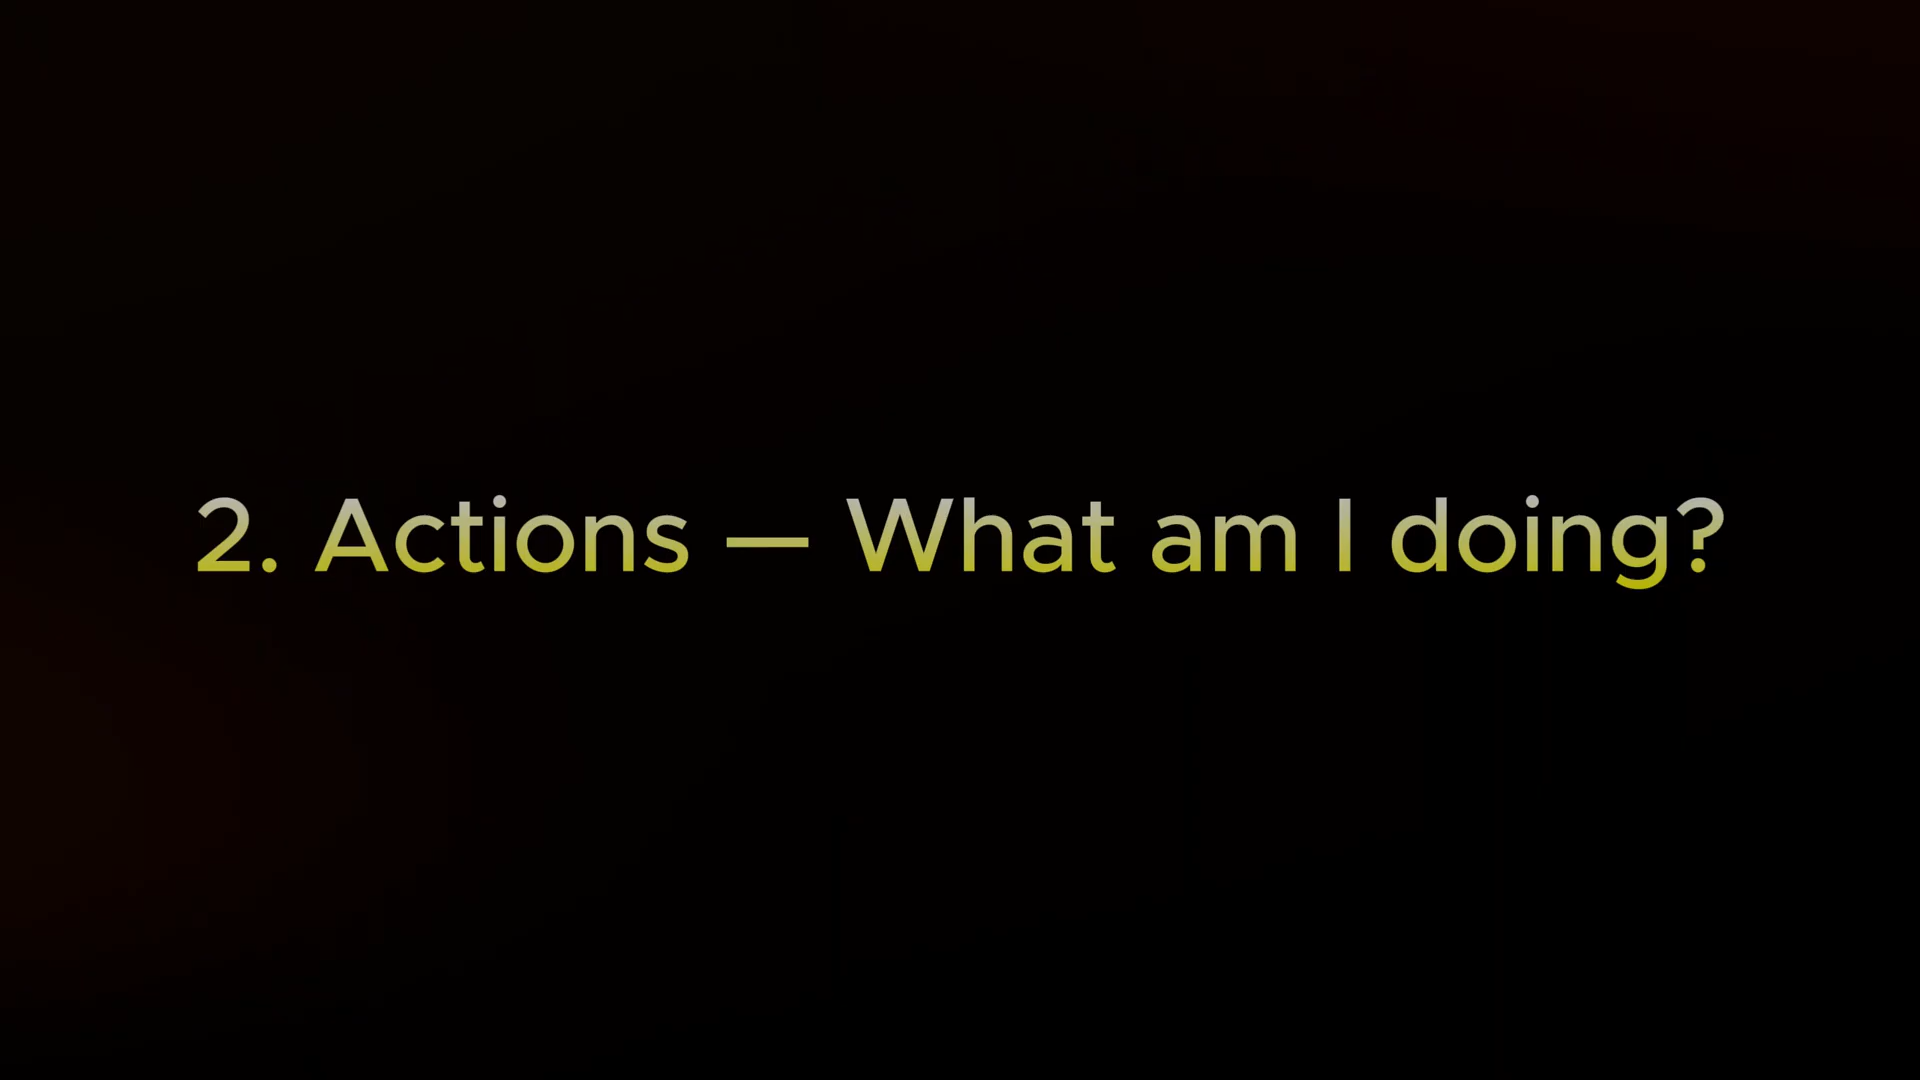 2. Actions — What am I doing?